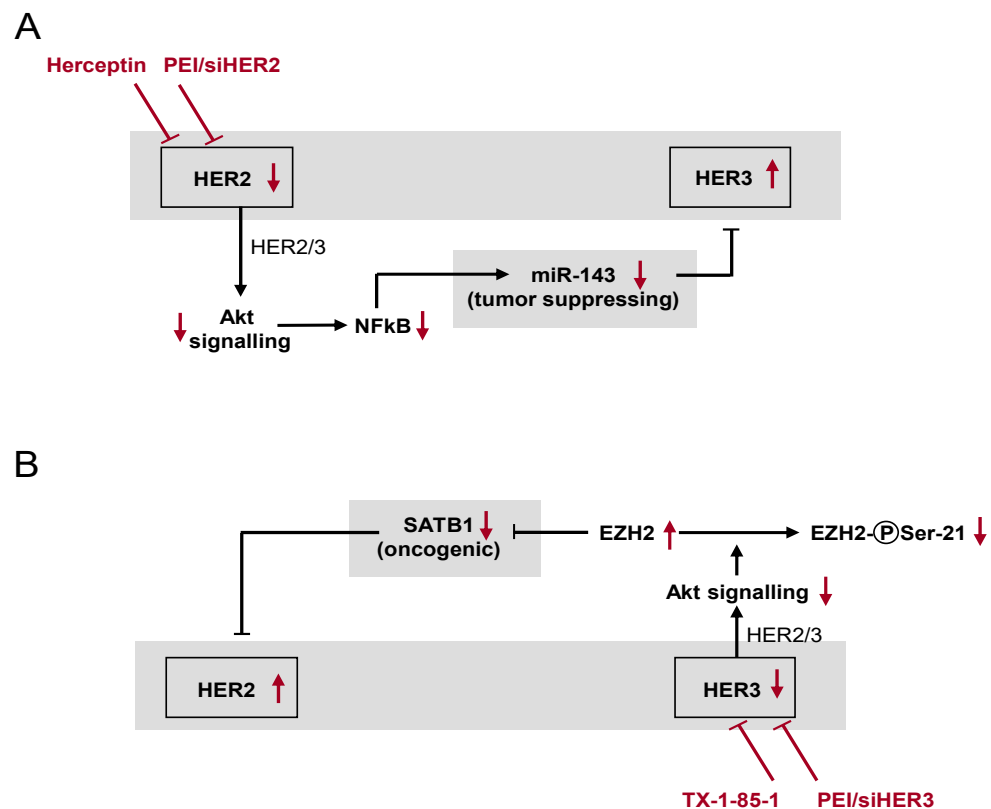 A
Herceptin PEI/siHER2
HER2
HER3
HER2/3
miR-143
(tumor suppressing)
Akt
signalling
NFkB
B
SATB1
(oncogenic)
EZH2
EZH2-PSer-21
Akt signalling
HER2/3
HER2
HER3
TX-1-85-1
PEI/siHER3